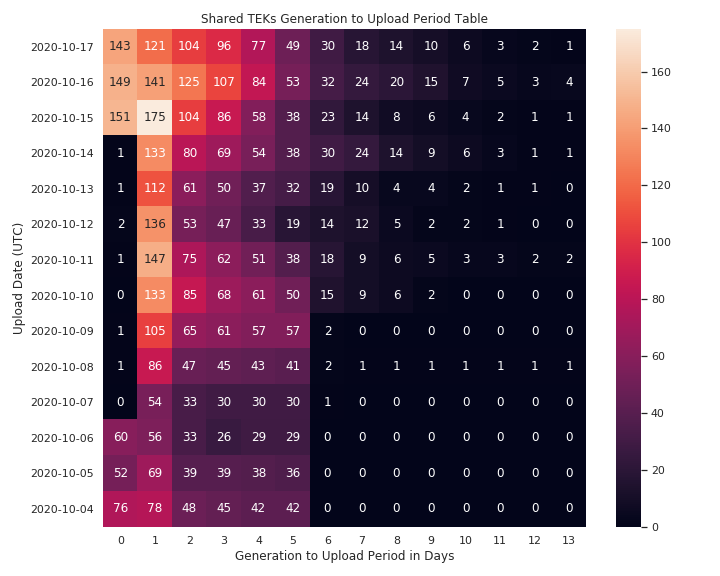 Shared TEKs Generation to Upload Period Table
Upload Date (UTC)
2020-10-17 143 121 104 96 77 49 30 18 14 10 6 3 2 1
2020-10-16 149 141 125 107 84 53 32 24 20 15 7 5 3 4
2020-10-15 151 175 104 86 58 38 23 14 8 6 4 2 1 1
2020-10-14 1 133 80 69 54 38 30 24 14 9 6 3 1 1
2020-10-13 1 112 61 50 37 32 19 10 4 4 2 1 1 0
2020-10-12 2 136 53 47 33 19 14 12 5 2 2 1 0 0
2020-10-11 1 147 75 62 51 38 18 9 6 5 3 3 2 2
2020-10-10 0 133 85 68 61 50 15 9 6 2 0 0 0 0
2020-10-09 1 105 65 61 57 57 2 0 0 0 0 0 0 0
2020-10-08 1 86 47 45 43 41 2 1 1 1 1 1 1 1
2020-10-07 0 54 33 30 30 30 1 0 0 0 0 0 0 0
2020-10-06 60 56 33 26 29 29 0 0 0 0 0 0 0 0
2020-10-05 52 69 39 39 38 36 0 0 0 0 0 0 0 0
2020-10-04 76 78 48 45 42 42 0 0 0 0 0 0 0 0
0 1 2 3 4 5 6 7 8 9 10 11 12 13
Generation to Upload Period in Days
160
140
120
100
80
60
40
20
0